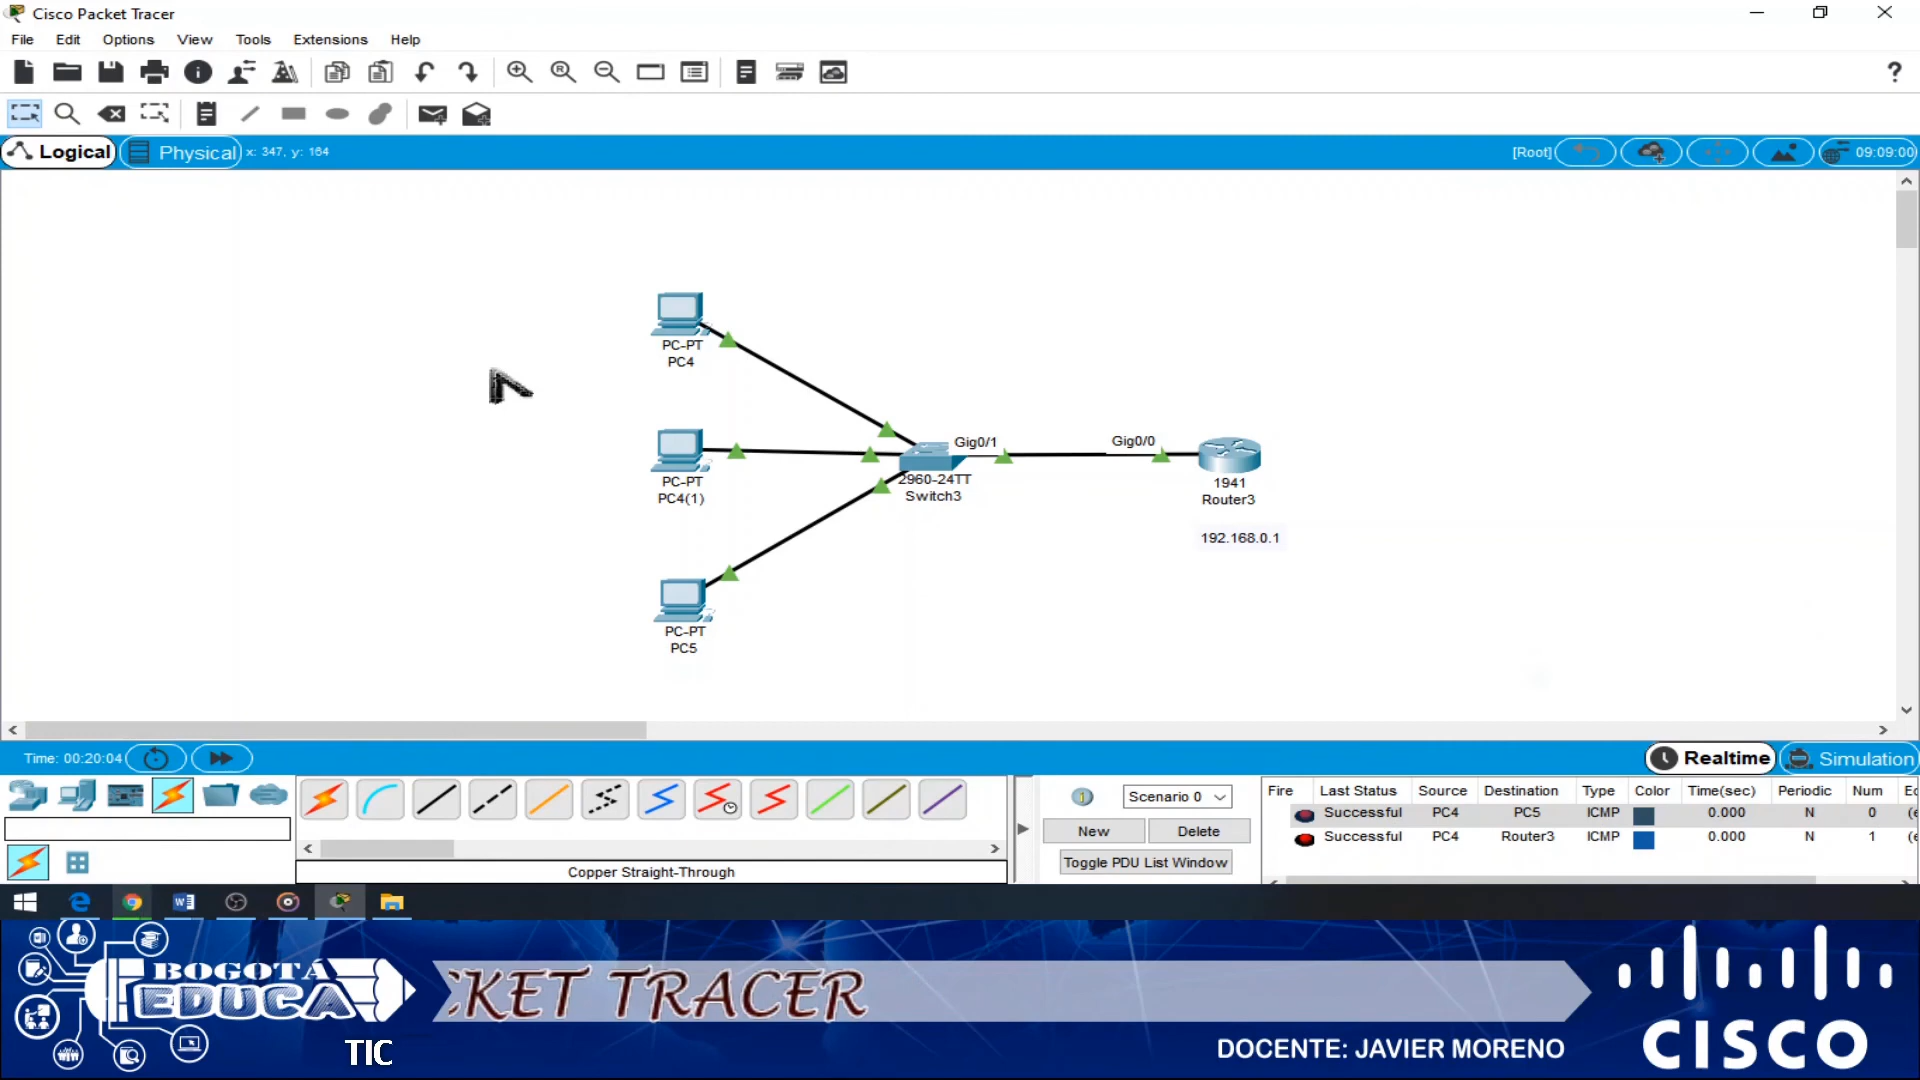 Cisco Packet Tracer
File Edit Options View Tools Extensions Help
Logical Physical x: 347, y: 164 [Root] 09:09:00
PC-PT
PC4
PC-PT
PC4(1)
Gig0/1 Gig0/0
2960-24TT
Switch3
1941
Router3
192.168.0.1
PC-PT
PC5
Time: 00:20:04 Realtime Simulation
Scenario 0
New Delete
Toggle PDU List Window
Copper Straight-Through
Fire Last Status Source Destination Type Color Time(sec) Periodic Num
Successful PC4 PC5 ICMP 0.000 N 0
Successful PC4 Router3 ICMP 0.000 N 1
BOGOTÁ
EDUCA
TIC
KET TRACER
DOCENTE: JAVIER MORENO
CISCO